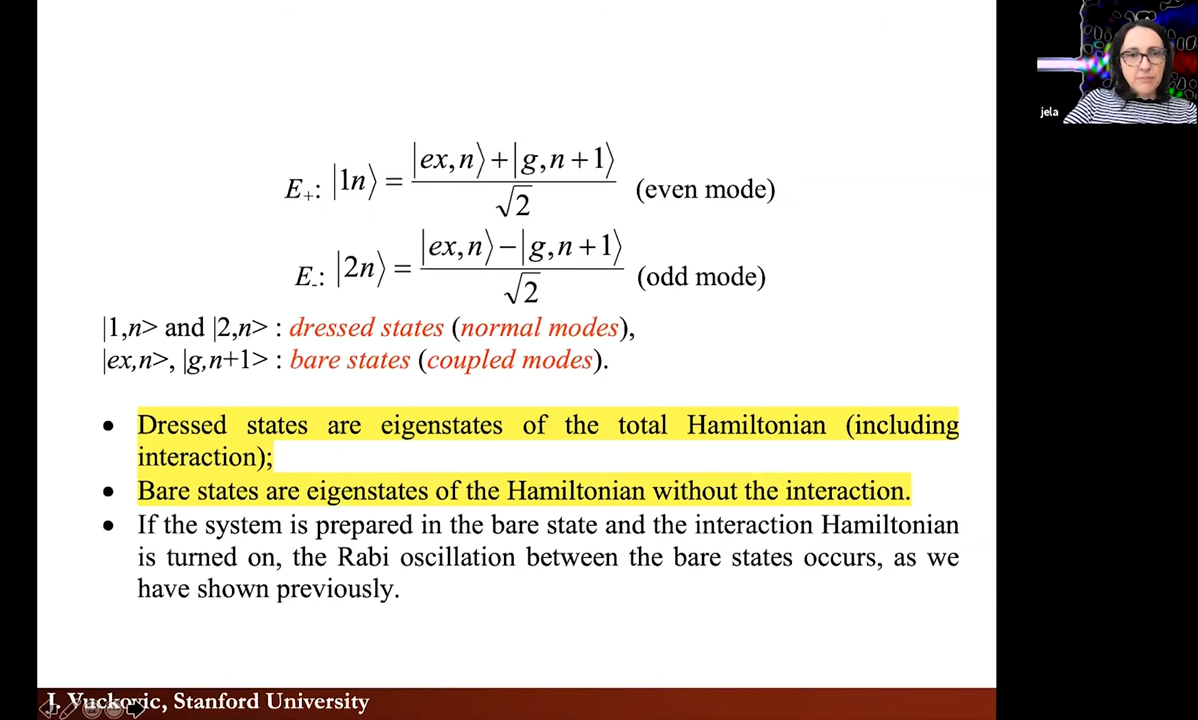 jela
E₊: |1n⟩ = (|ex,n⟩+|g,n+1⟩)/√2 (even mode)
E₋: |2n⟩ = (|ex,n⟩−|g,n+1⟩)/√2 (odd mode)
|1,n> and |2,n> : dressed states (normal modes),
|ex,n>, |g,n+1> : bare states (coupled modes).
• Dressed states are eigenstates of the total Hamiltonian (including
interaction);
• Bare states are eigenstates of the Hamiltonian without the interaction.
• If the system is prepared in the bare state and the interaction Hamiltonian
is turned on, the Rabi oscillation between the bare states occurs, as we
have shown previously.
J. Vuckovic, Stanford University